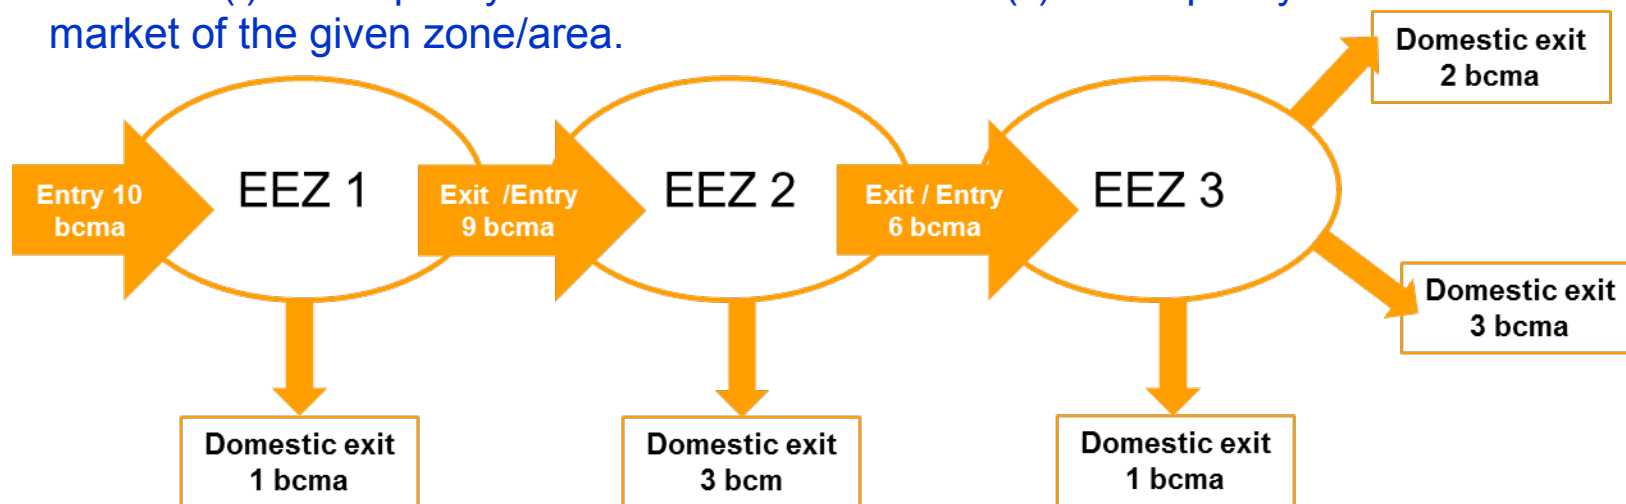 market of the given zone/area.
Domestic exit
2 bcma
Entry 10
bcma
EEZ 1
Exit /Entry
9 bcma
EEZ 2
Exit / Entry
6 bcma
EEZ 3
Domestic exit
3 bcma
Domestic exit
1 bcma
Domestic exit
3 bcm
Domestic exit
1 bcma